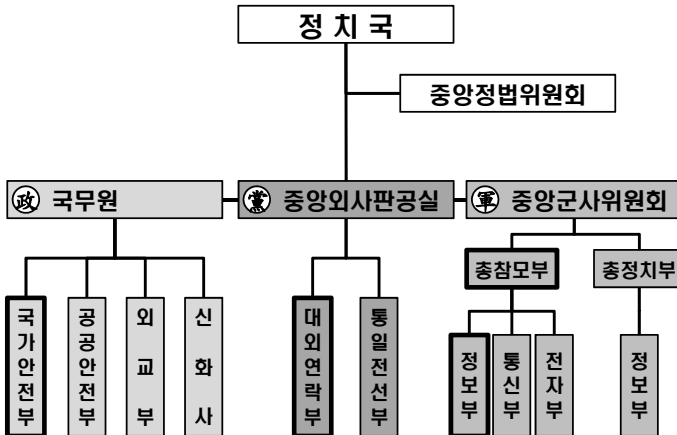 정치국
중앙정법위원회
政 국무원
黨 중앙외사판공실
軍 중앙군사위원회
총참모부
총정치부
국가안전부
공공안전부
외교부
신화사
대외연락부
통일전선부
정보부
통신부
전자부
정보부